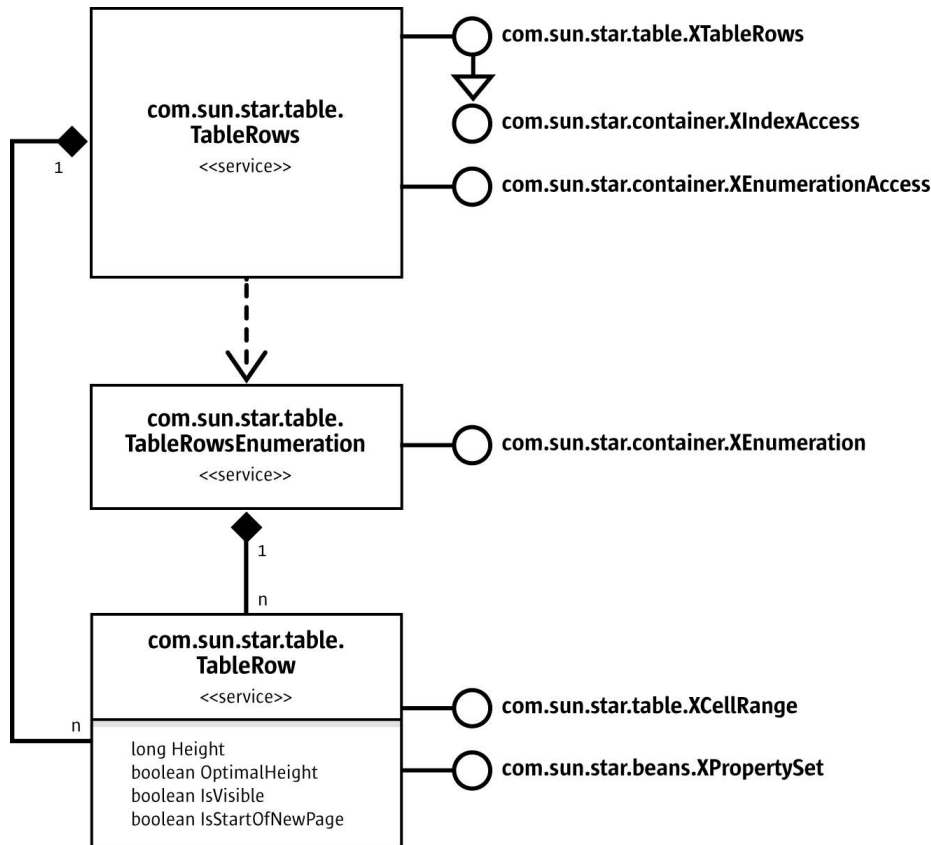 com.sun.star.table.
TableRows
<<service>>
com.sun.star.table.XTableRows
com.sun.star.container.XIndexAccess
com.sun.star.container.XEnumerationAccess
1
com.sun.star.table.
TableRowsEnumeration
<<service>>
com.sun.star.container.XEnumeration
1
n
com.sun.star.table.
TableRow
<<service>>
com.sun.star.table.XCellRange
com.sun.star.beans.XPropertySet
n
long Height
boolean OptimalHeight
boolean IsVisible
boolean IsStartOfNewPage